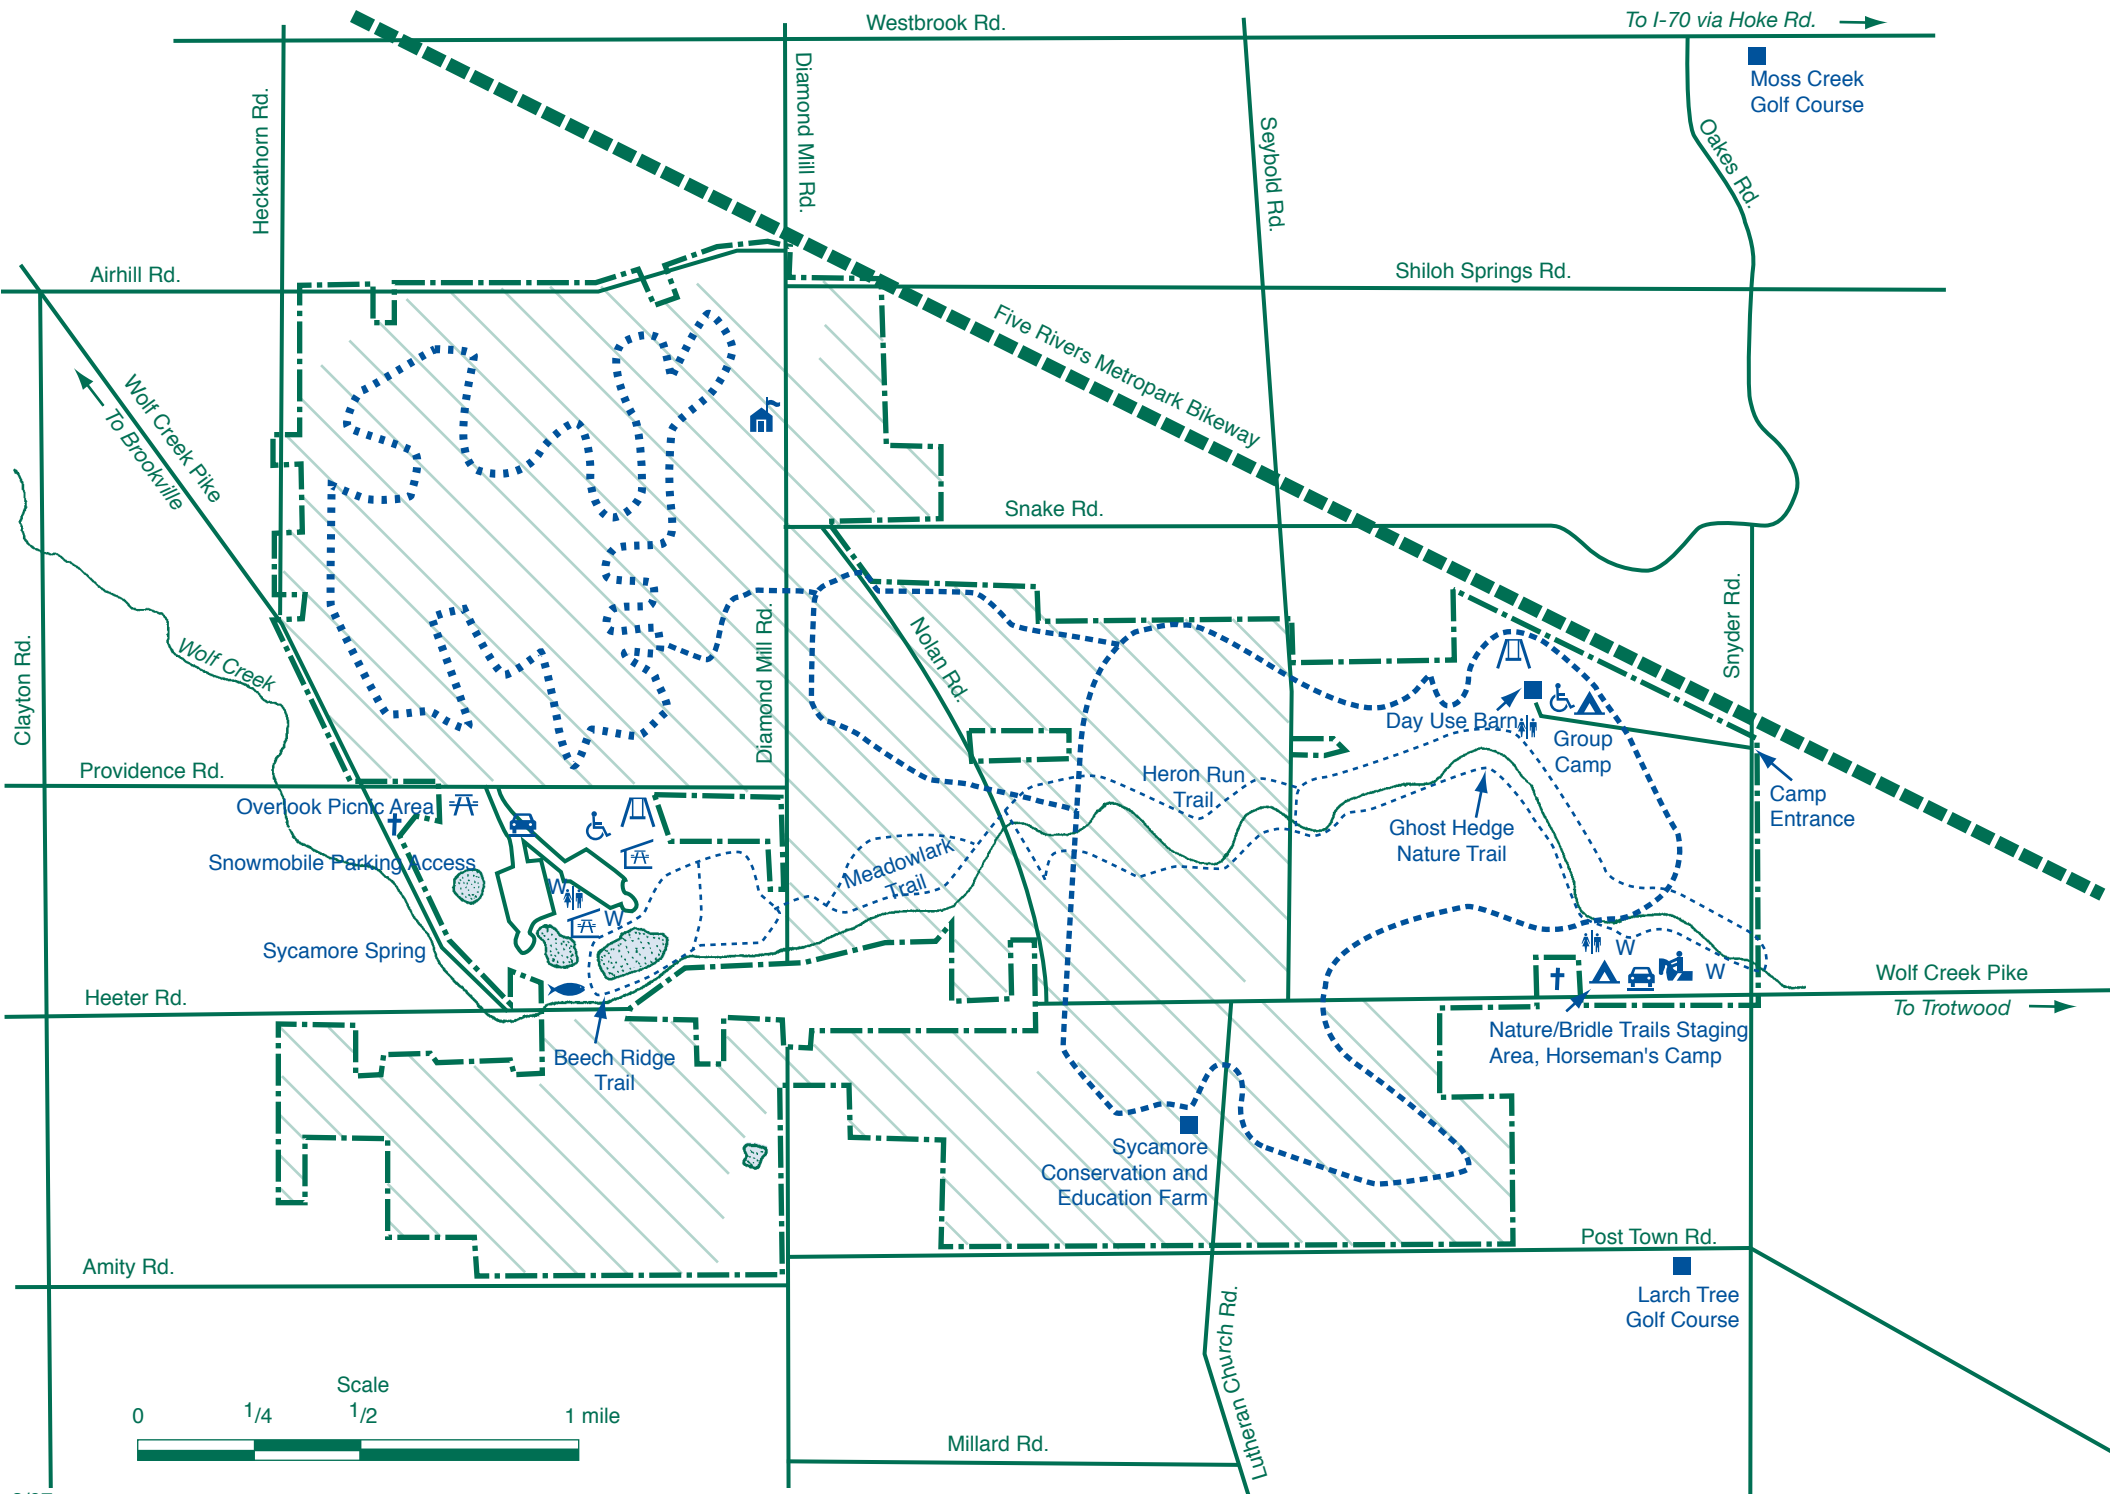 Westbrook Rd.
To I-70 via Hoke Rd.
Moss Creek
Golf Course
Heckathorn Rd.
Diamond Mill Rd.
Seybold Rd.
Oakes Rd.
Airhill Rd.
Shiloh Springs Rd.
Five Rivers Metropark Bikeway
Wolf Creek Pike
To Brookville
Snake Rd.
Wolf Creek
Clayton Rd.
Diamond Mill Rd.
Nolan Rd.
Snyder Rd.
Day Use Barn
Group
Camp
Providence Rd.
Heron Run
Trail
Camp
Entrance
Overlook Picnic Area
Ghost Hedge
Nature Trail
Snowmobile Parking Access
Meadowlark
Trail
W
W
Sycamore Spring
W
W
Wolf Creek Pike
To Trotwood
Heeter Rd.
Nature/Bridle Trails Staging
Area, Horseman's Camp
Beech Ridge
Trail
Sycamore
Conservation and
Education Farm
Post Town Rd.
Amity Rd.
Larch Tree
Golf Course
Lutheran Church Rd.
Scale
0 1/4 1/2 1 mile
Millard Rd.